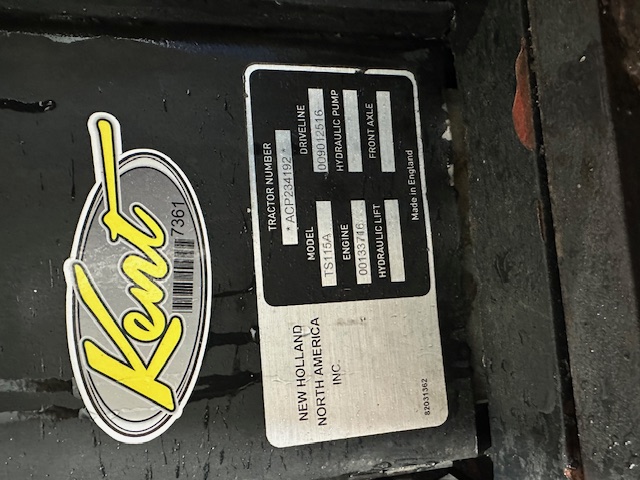 Kent
7361
NEW HOLLAND
NORTH AMERICA
INC.
82031362
TRACTOR NUMBER
* ACP234192 *
MODEL
TS115A
DRIVELINE
009012516
ENGINE
00133716
HYDRAULIC PUMP
HYDRAULIC LIFT
FRONT AXLE
Made in England